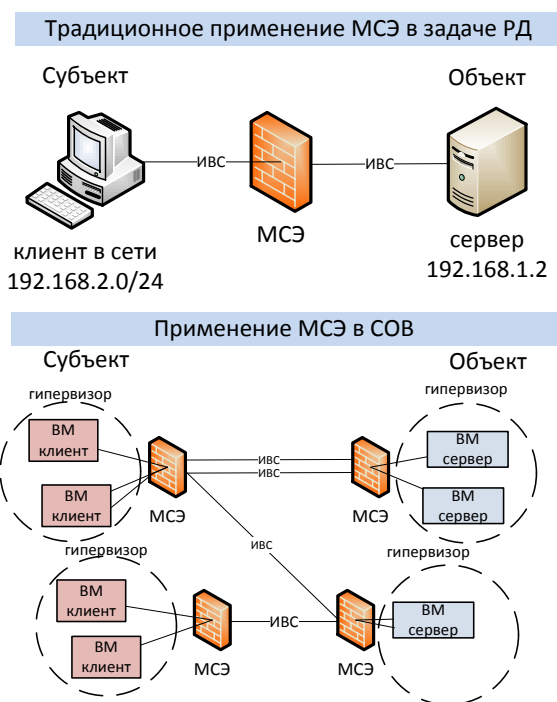 Традиционное применение МСЭ в задаче РД
Субъект
Объект
ИВС
ИВС
МСЭ
клиент в сети
192.168.2.0/24
сервер
192.168.1.2
Применение МСЭ в СОВ
Субъект
Объект
гипервизор
гипервизор
ВМ
клиент
ВМ
сервер
ИВС
ИВС
ВМ
клиент
ВМ
сервер
МСЭ
МСЭ
ИВС
гипервизор
гипервизор
ВМ
клиент
ВМ
сервер
ИВС
ВМ
клиент
МСЭ
МСЭ